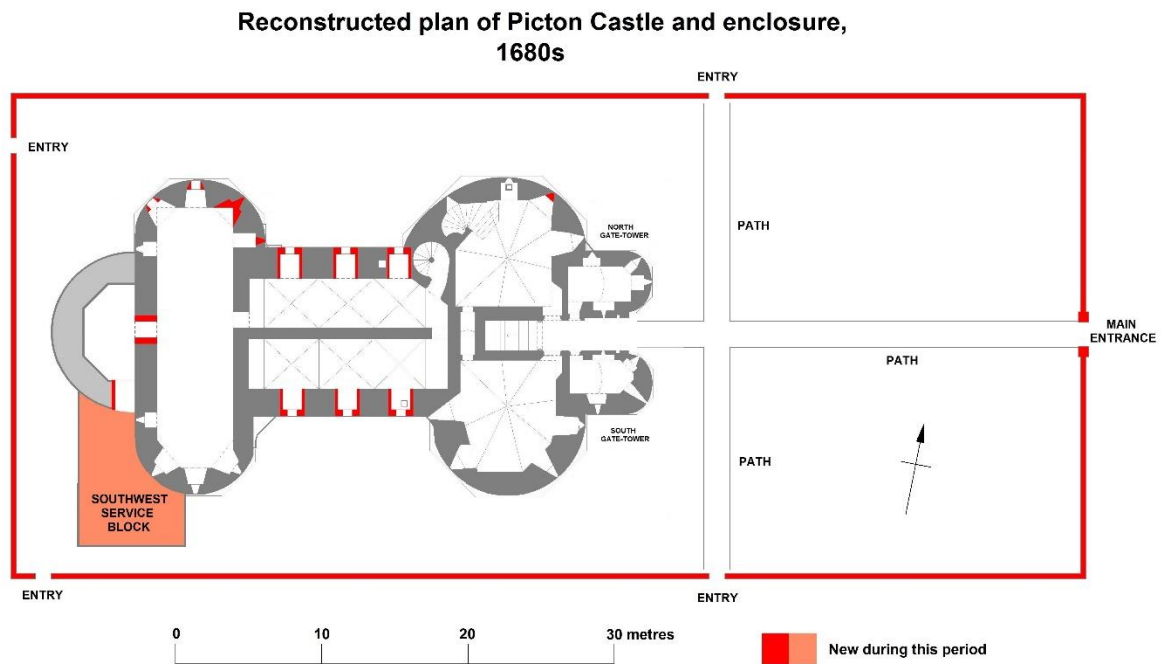 Reconstructed plan of Picton Castle and enclosure,
1680s
ENTRY
ENTRY
PATH
NORTH
GATE-TOWER
MAIN
ENTRANCE
PATH
SOUTH
GATE-TOWER
PATH
SOUTHWEST
SERVICE
BLOCK
ENTRY
ENTRY
0 10 20 30 metres
New during this period